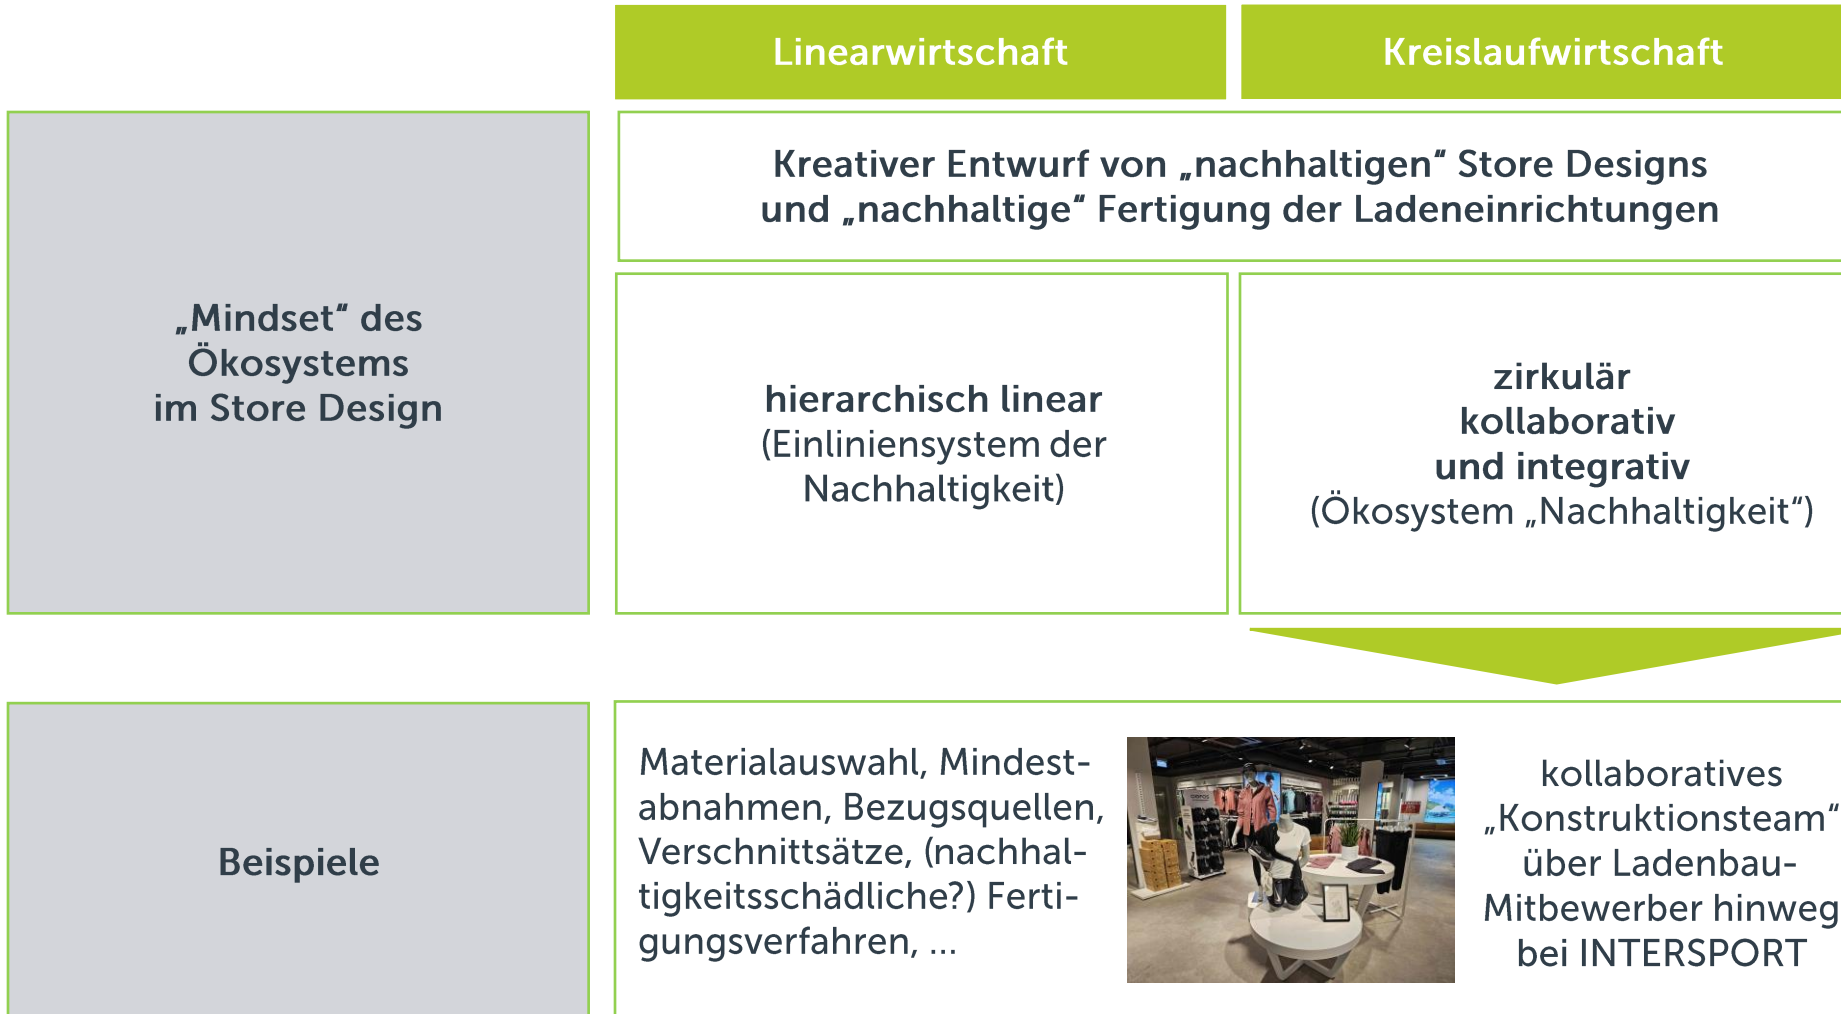 Linearwirtschaft
Kreislaufwirtschaft
Kreativer Entwurf von „nachhaltigen“ Store Designs
und „nachhaltige“ Fertigung der Ladeneinrichtungen
„Mindset“ des
Ökosystems
im Store Design
hierarchisch linear
(Einliniensystem der
Nachhaltigkeit)
zirkulär
kollaborativ
und integrativ
(Ökosystem „Nachhaltigkeit“)
Beispiele
Materialauswahl, Mindest-
abnahmen, Bezugsquellen,
Verschnittsätze, (nachhal-
tigkeitsschädliche?) Ferti-
gungsverfahren, ...
kollaboratives
„Konstruktionsteam“
über Ladenbau-
Mitbewerber hinweg
bei INTERSPORT